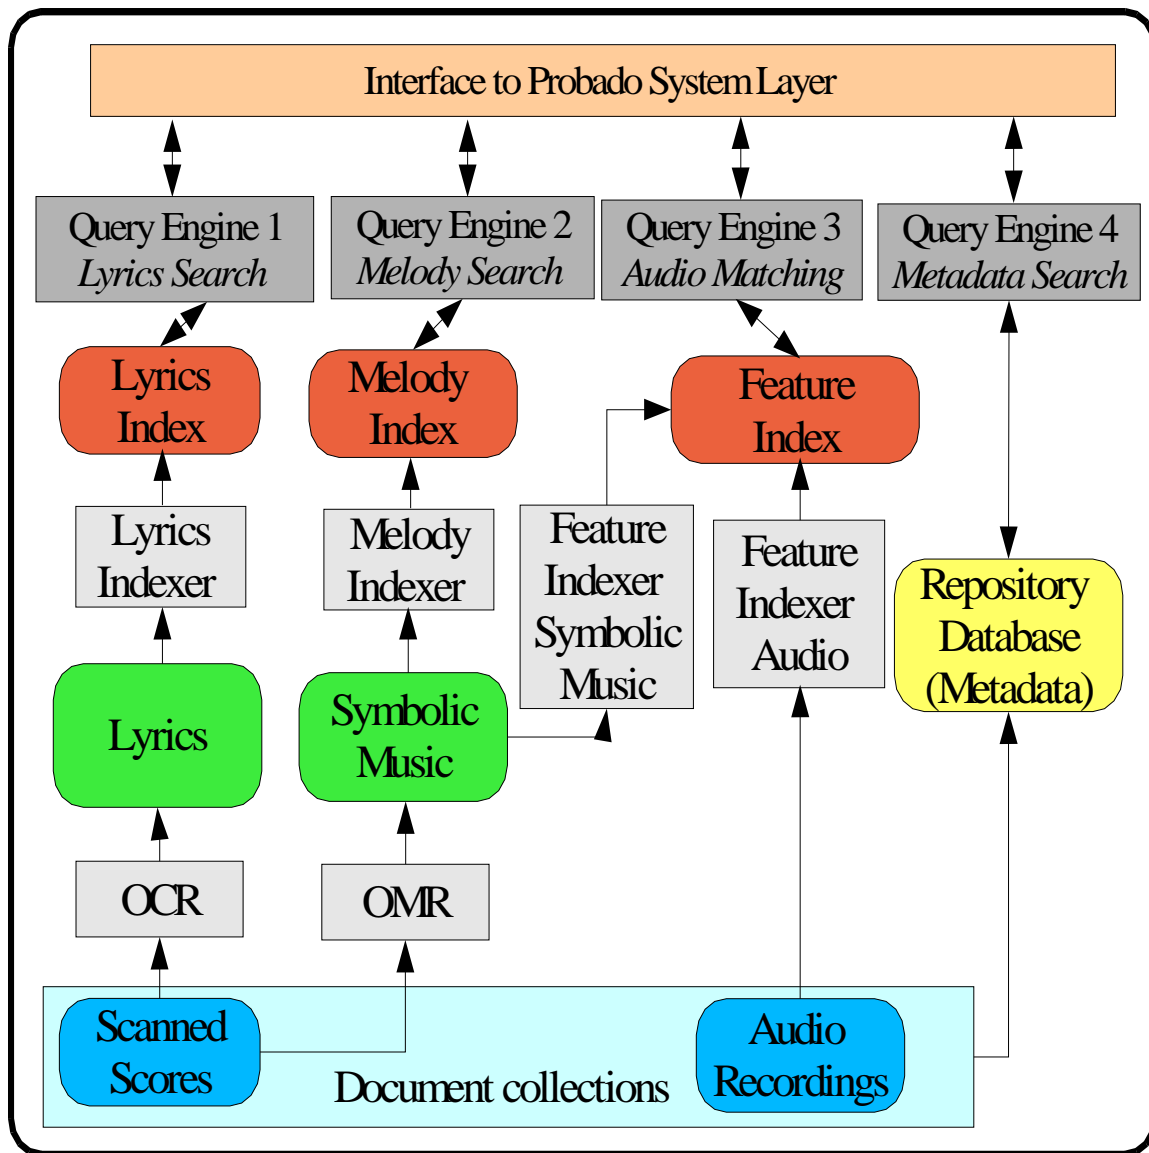 Interface to Probado System Layer
Query Engine 1
Lyrics Search
Query Engine 2
Melody Search
Query Engine 3
Audio Matching
Query Engine 4
Metadata Search
Lyrics
Index
Melody
Index
Feature
Index
Lyrics
Indexer
Melody
Indexer
Feature
Indexer
Symbolic
Music
Feature
Indexer
Audio
Repository
Database
(Metadata)
Lyrics
Symbolic
Music
OCR
OMR
Scanned
Scores
Document collections
Audio
Recordings